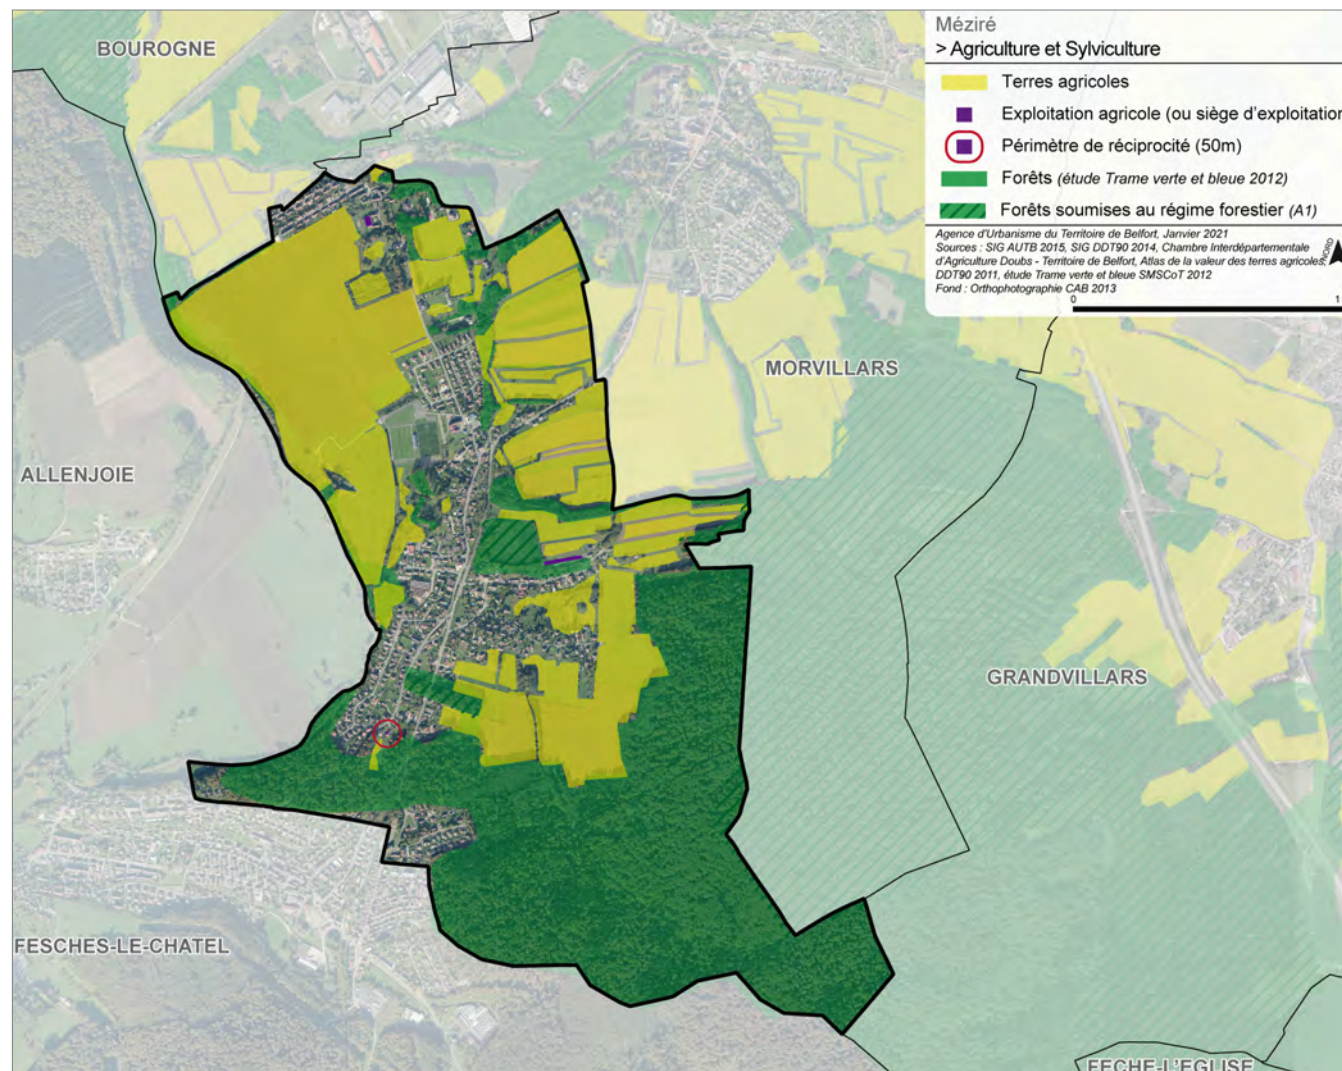 BOUROGNE
Méziré
> Agriculture et Sylviculture
Terres agricoles
Exploitation agricole (ou siège d'exploitation
Périmètre de réciprocité (50m)
Forêts (étude Trame verte et bleue 2012)
Forêts soumises au régime forestier (A1)
Agence d'Urbanisme du Territoire de Belfort, Janvier 2021
Sources : SIG AUTB 2015, SIG DDT90 2014, Chambre Interdépartementale
d'Agriculture Doubs - Territoire de Belfort, Atlas de la valeur des terres agricoles
DDT90 2011, étude Trame verte et bleue SMSCoT 2012
Fond : Orthophotographie CAB 2013
NORD
0 1
MORVILLARS
ALLENJOIE
GRANDVILLARS
FESCHES-LE-CHATEL
FECHE-L'EGLISE